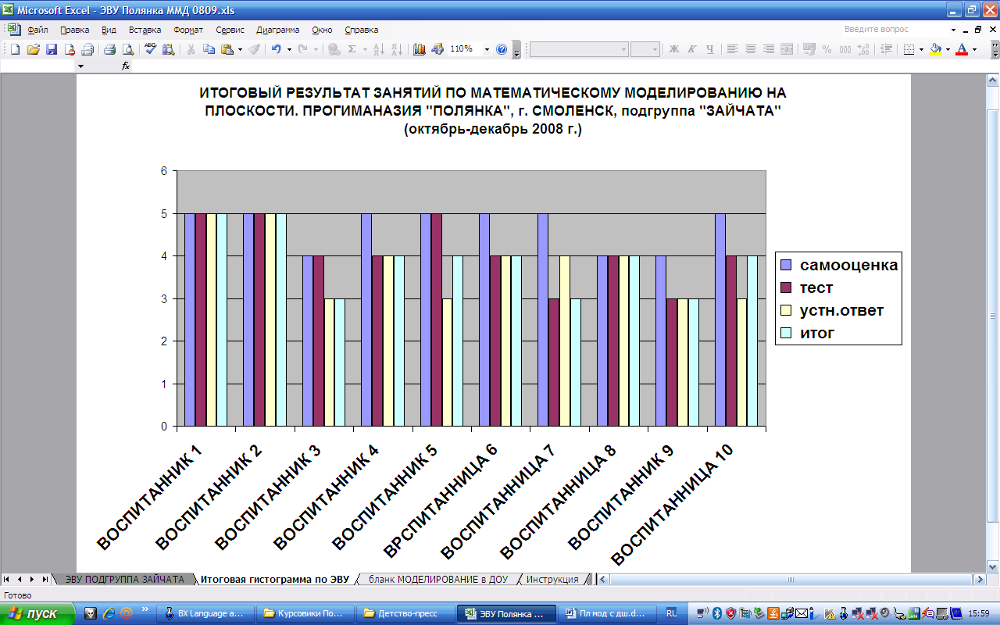 Microsoft Excel - ЭВУ Полянка ММД 0809.xls
Файл Правка Вид Вставка Формат Сервис Диаграмма Окно Справка Введите вопрос
110%
Ж К Ч
% 000
fx
ИТОГОВЫЙ РЕЗУЛЬТАТ ЗАНЯТИЙ ПО МАТЕМАТИЧЕСКОМУ МОДЕЛИРОВАНИЮ НА
ПЛОСКОСТИ. ПРОГИМАНАЗИЯ "ПОЛЯНКА", г. СМОЛЕНСК, подгруппа "ЗАЙЧАТА"
(октябрь-декабрь 2008 г.)
6
5
4
3
2
1
0
самооценка
тест
устн.ответ
итог
ВОСПИТАННИК 1
ВОСПИТАННИК 2
ВОСПИТАННИК 3
ВОСПИТАННИК 4
ВОСПИТАННИК 5
ВРСПИТАННИЦА 6
ВОСПИТАННИЦА 7
ВОСПИТАННИЦА 8
ВОСПИТАННИК 9
ВОСПИТАННИЦА 10
ЭВУ ПОДГРУППА ЗАЙЧАТА Итоговая гистограмма по ЭВУ бланк МОДЕЛИРОВАНИЕ в ДОУ Инструкция
Готово
пуск BX Language a... Курсовики По... Детство-пресс ЭВУ Полянка ... Пл мод с дш.d... RU 15:59